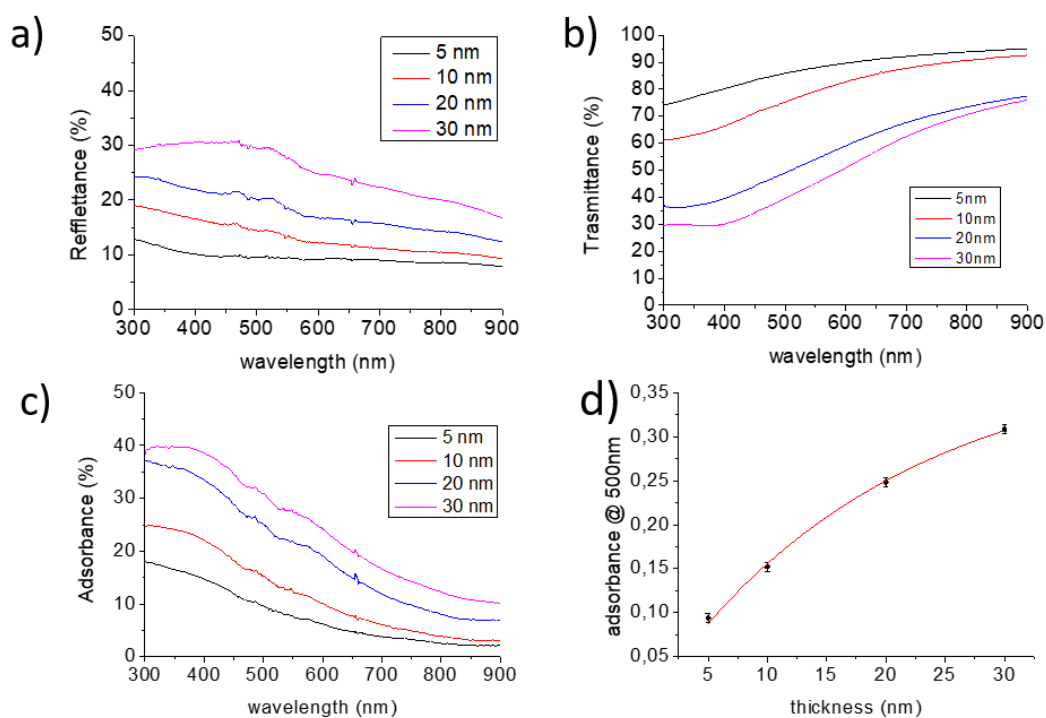 a)
50
40
30
20
10
0
Refflettance (%)
5 nm
10 nm
20 nm
30 nm
300 400 500 600 700 800 900
wavelength (nm)
b)
100
90
80
70
60
50
40
30
20
10
0
Trasmittance (%)
5nm
10nm
20nm
30nm
300 400 500 600 700 800 900
wavelength (nm)
c)
50
40
30
20
10
0
Adsorbance (%)
5 nm
10 nm
20 nm
30 nm
300 400 500 600 700 800 900
wavelength (nm)
d)
0,35
0,30
0,25
0,20
0,15
0,10
0,05
adsorbance @ 500nm
5 10 15 20 25 30
thickness (nm)